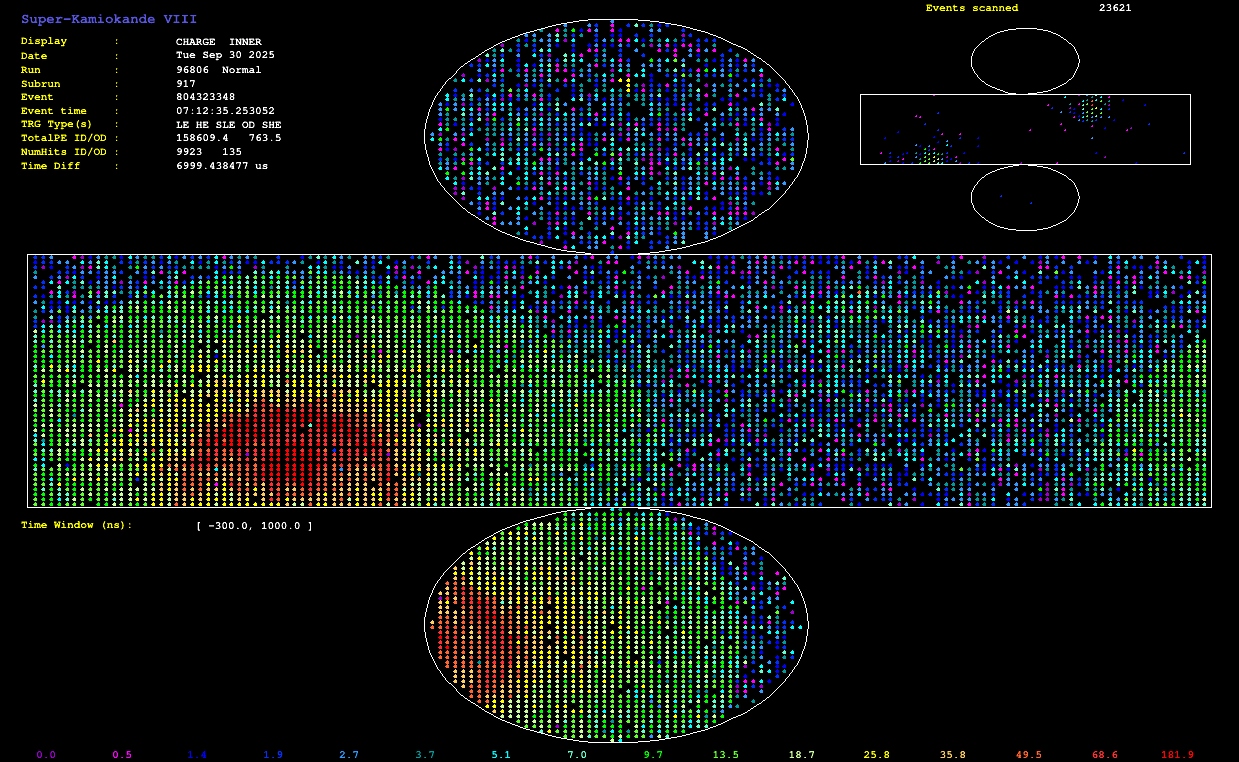 Super-Kamiokande VIII
Events scanned 23621
Display : CHARGE INNER
Date : Tue Sep 30 2025
Run : 96806 Normal
Subrun : 917
Event : 804323348
Event time : 07:12:35.253052
TRG Type(s) : LE HE SLE OD SHE
TotalPE ID/OD : 158609.4 763.5
NumHits ID/OD : 9923 135
Time Diff : 6999.438477 us
Time Window (ns): [ -300.0, 1000.0 ]
0.0 0.5 1.4 1.9 2.7 3.7 5.1 7.0 9.7 13.5 18.7 25.8 35.8 49.5 68.6 181.9